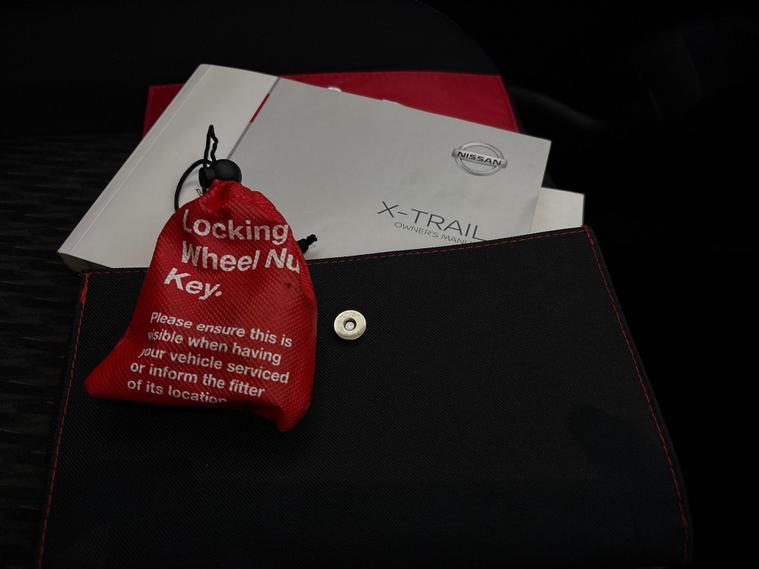 NISSAN
X-TRAIL
OWNER'S
Locking
Wheel Nu
Key.
Please ensure this is
visible when having
your vehicle serviced
or inform the fitter
of its location